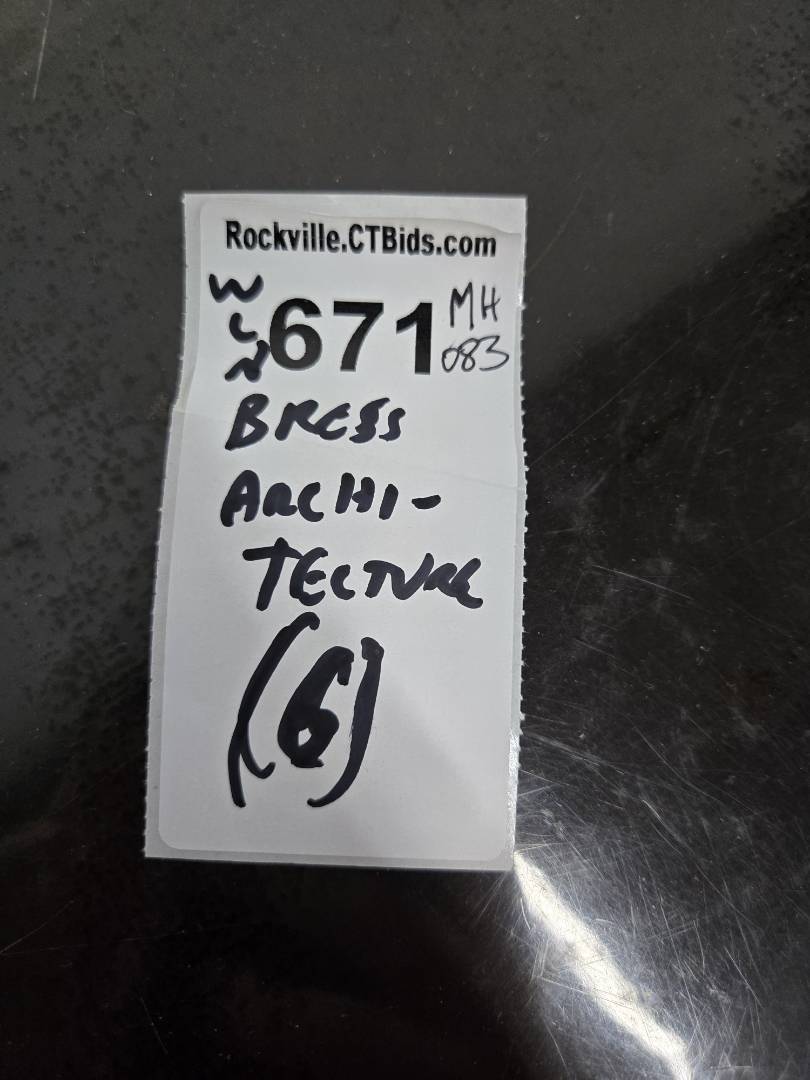 Rockville.CTBids.com
W
L
N
671
MH
083
BRESS
ARCHI-
TECTURE
(6)